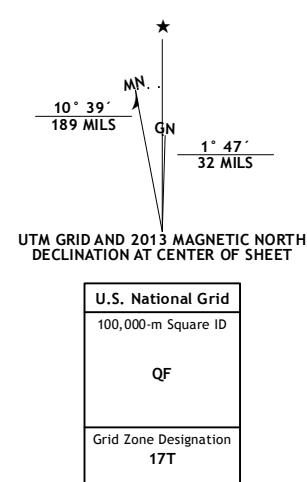 ★
MN
10° 39´
189 MILS
GN
1° 47´
32 MILS
UTM GRID AND 2013 MAGNETIC NORTH
DECLINATION AT CENTER OF SHEET
U.S. National Grid
100,000-m Square ID
QF
Grid Zone Designation
17T